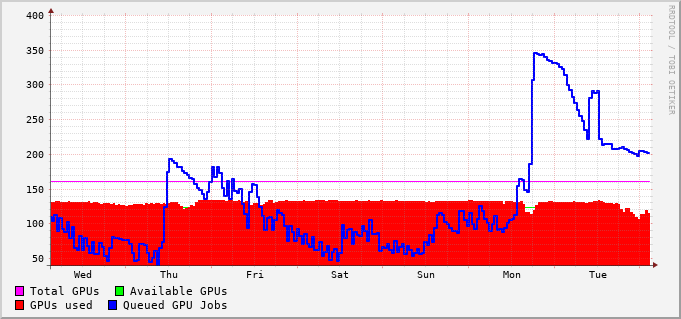 400
350
300
250
200
150
100
50
Wed Thu Fri Sat Sun Mon Tue
Total GPUs Available GPUs
GPUs used Queued GPU Jobs
RRDTOOL / TOBI OETIKER